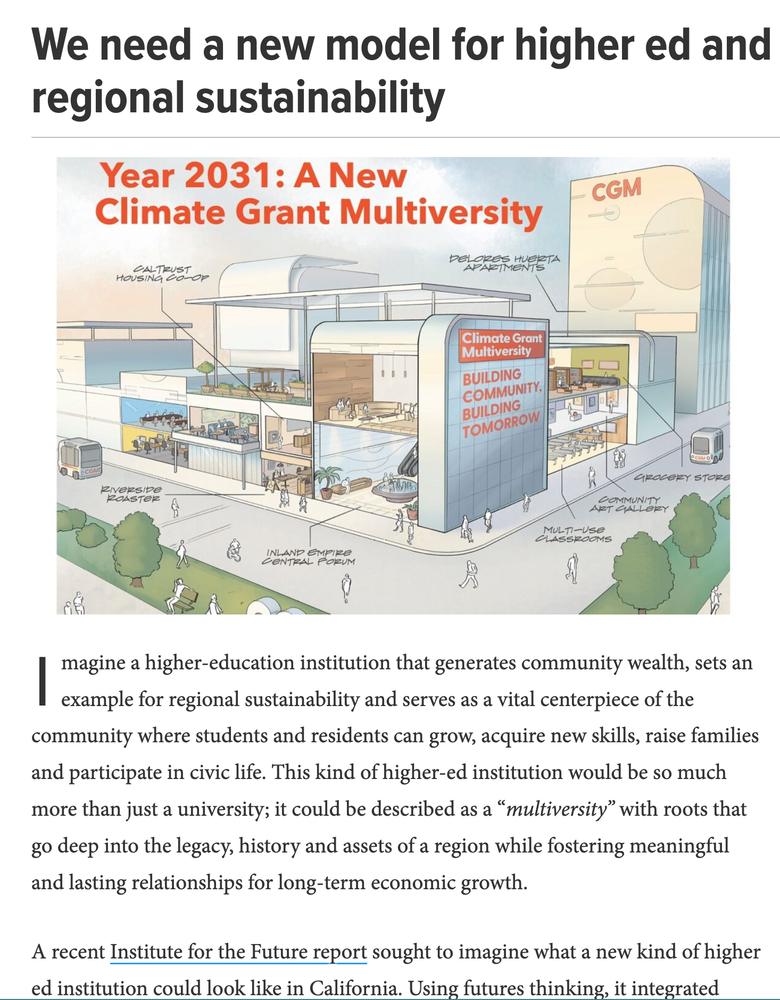 We need a new model for higher ed and
regional sustainability
Year 2031: A New
Climate Grant Multiversity
CGM
CALTRUST
HOUSING CO-OP
DELORES HUERTA
APARTMENTS
Climate Grant
Multiversity
BUILDING
COMMUNITY,
BUILDING
TOMORROW
CGM
CGM
RIVERSIDE
ROASTER
GROCERY STORE
COMMUNITY
ART GALLERY
MULTI-USE
CLASSROOMS
INLAND EMPIRE
CENTRAL FORUM
Imagine a higher-education institution that generates community wealth, sets an
example for regional sustainability and serves as a vital centerpiece of the
community where students and residents can grow, acquire new skills, raise families
and participate in civic life. This kind of higher-ed institution would be so much
more than just a university; it could be described as a “multiversity” with roots that
go deep into the legacy, history and assets of a region while fostering meaningful
and lasting relationships for long-term economic growth.
A recent Institute for the Future report sought to imagine what a new kind of higher
ed institution could look like in California. Using futures thinking, it integrated